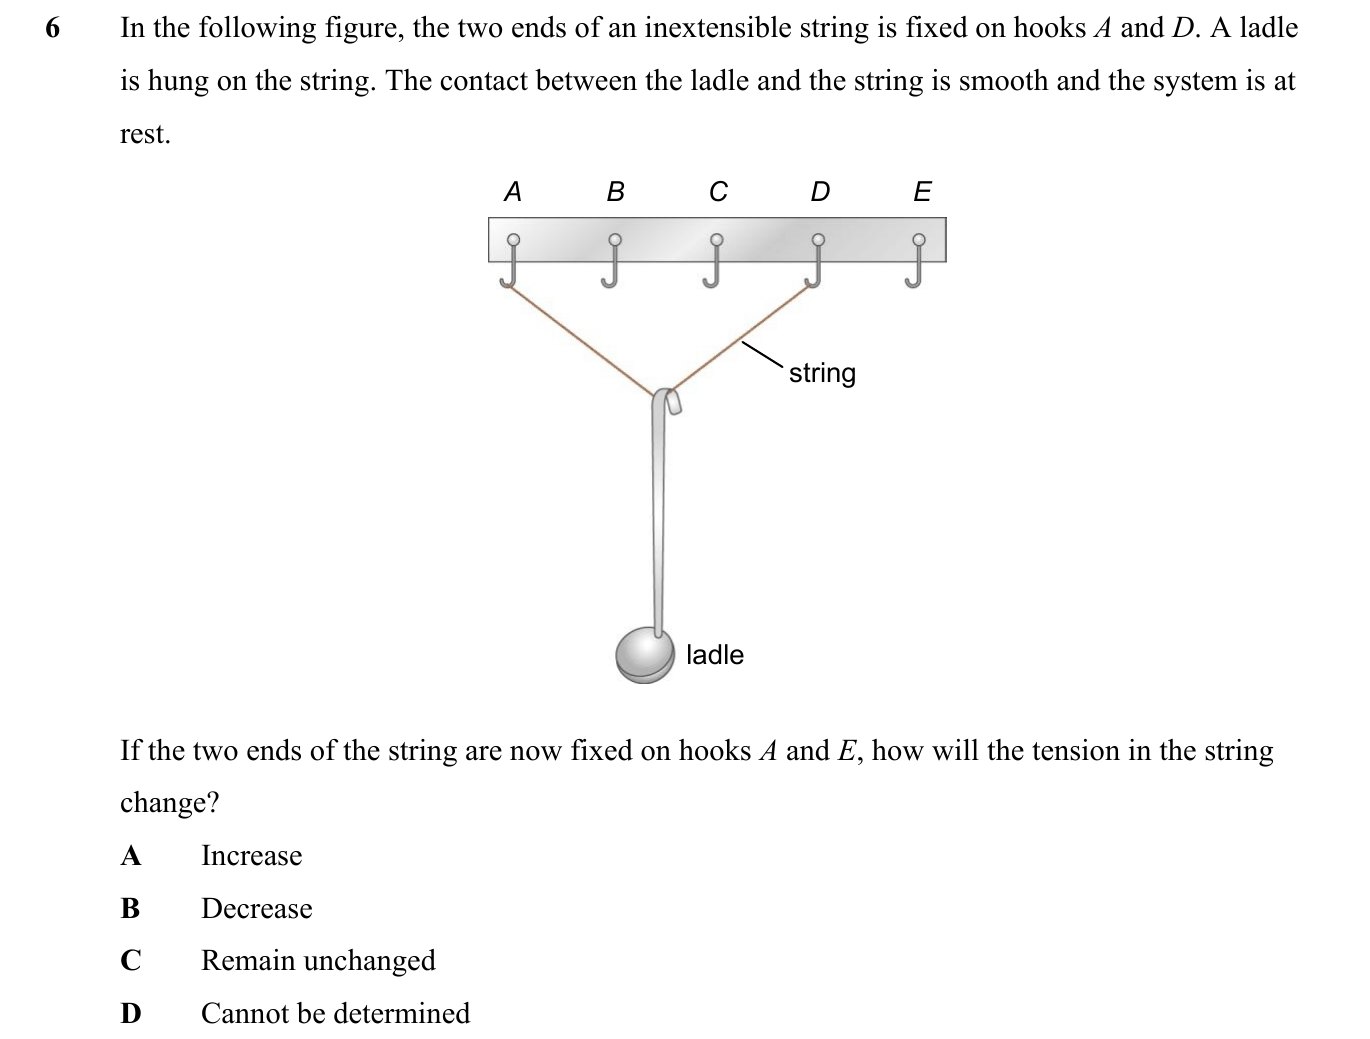 6 In the following figure, the two ends of an inextensible string is fixed on hooks A and D. A ladle
is hung on the string. The contact between the ladle and the string is smooth and the system is at
rest.
A B C D E
string
ladle
If the two ends of the string are now fixed on hooks A and E, how will the tension in the string
change?
A Increase
B Decrease
C Remain unchanged
D Cannot be determined